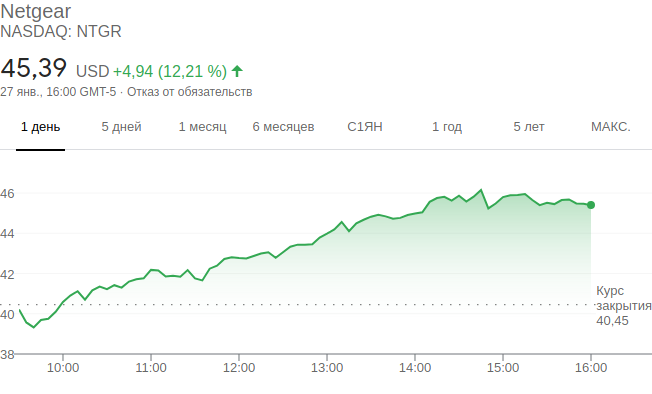 Netgear
NASDAQ: NTGR
45,39 USD +4,94 (12,21 %)
27 янв., 16:00 GMT-5 · Отказ от обязательств
1 день 5 дней 1 месяц 6 месяцев С1ЯН 1 год 5 лет МАКС.
46
44
42
40
38
Курс
закрытия
40,45
10:00 11:00 12:00 13:00 14:00 15:00 16:00